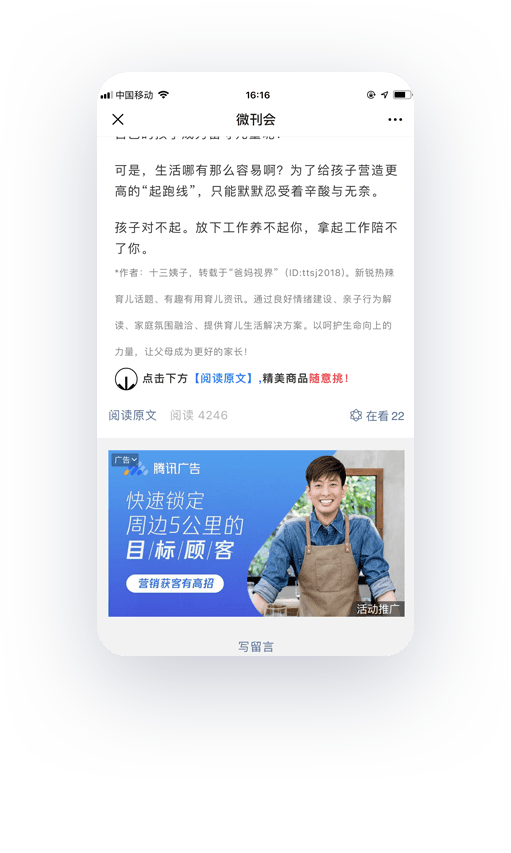 中国移动
16:16
微刊会
可是，生活哪有那么容易啊？为了给孩子营造更
高的“起跑线”，只能默默忍受着辛酸与无奈。
孩子对不起。放下工作养不起你，拿起工作陪不
了你。
*作者：十三姨子，转载于“爸妈视界”（ID:ttsj2018)。新锐热辣
育儿话题、有趣有用育儿资讯。通过良好情绪建设、亲子行为解
读、家庭氛围融洽、提供育儿生活解决方案。以呵护生命向上的
力量，让父母成为更好的家长！
点击下方【阅读原文】,精美商品随意挑！
阅读原文 阅读 4246 在看 22
广告
腾讯广告
快速锁定
周边5公里的
目/标/顾/客
营销获客有高招
活动推广
写留言